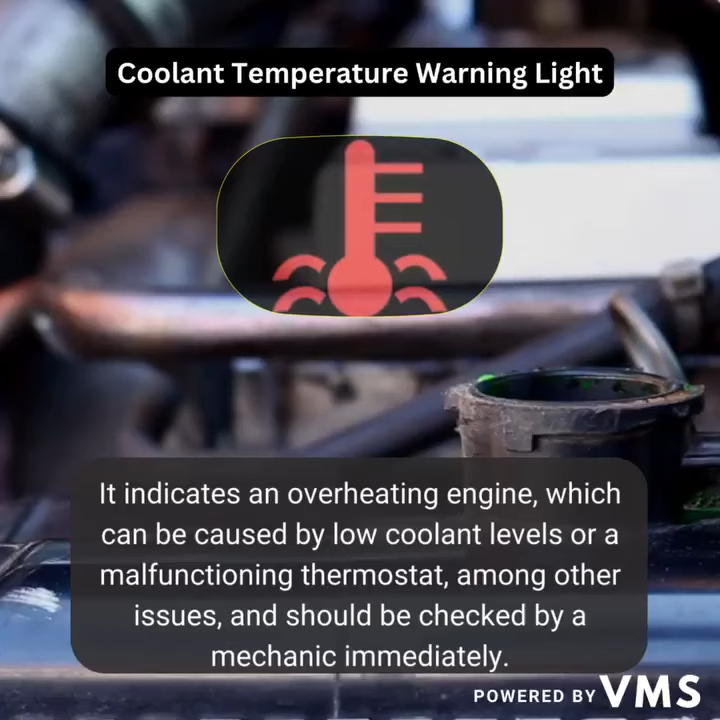 Coolant Temperature Warning Light
It indicates an overheating engine, which
can be caused by low coolant levels or a
malfunctioning thermostat, among other
issues, and should be checked by a
mechanic immediately.
POWERED BY VMS